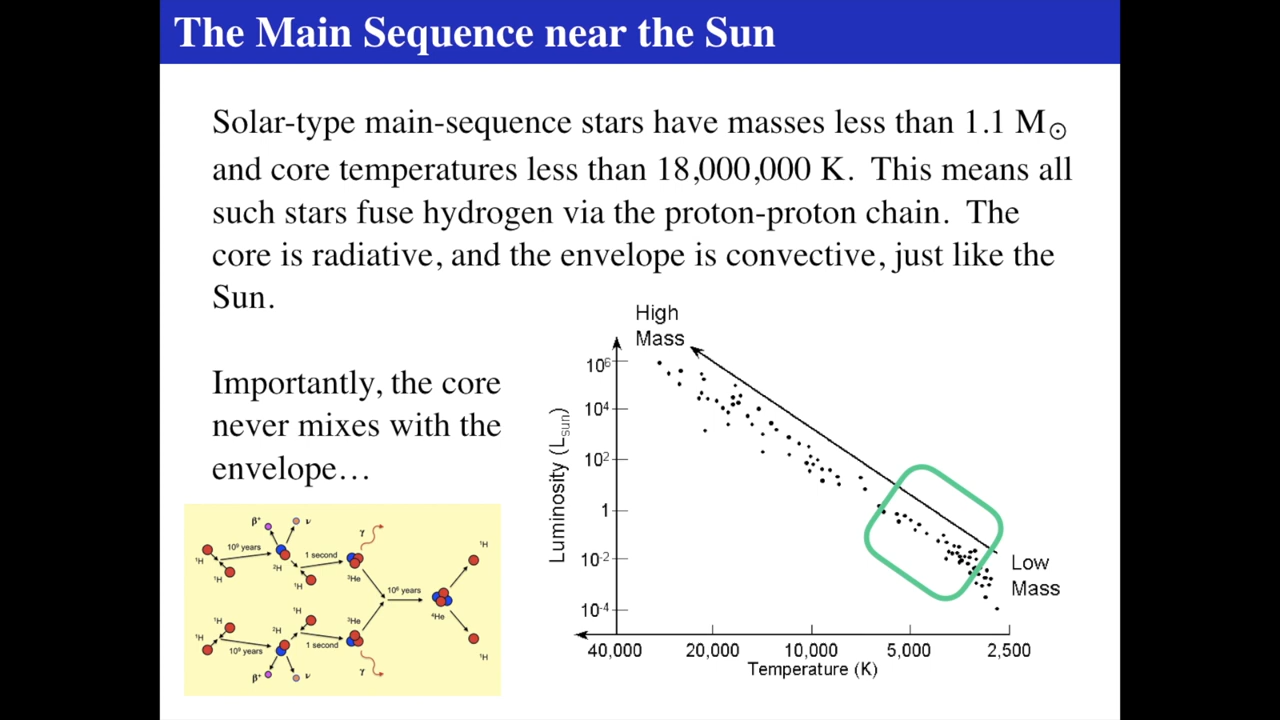 The Main Sequence near the Sun
Solar-type main-sequence stars have masses less than 1.1 M☉
and core temperatures less than 18,000,000 K.  This means all
such stars fuse hydrogen via the proton-proton chain.  The
core is radiative, and the envelope is convective, just like the
Sun.
Importantly, the core
never mixes with the
envelope…
β⁺ ν
¹H 10⁹ years ²H 1 second γ
¹H ¹H ³He
10⁶ years ⁴He
¹H
¹H
¹H 10⁹ years ²H 1 second γ
¹H ¹H ³He
β⁺ ν
High
Mass
Luminosity (Lsun)
10⁶
10⁴
10²
1
10⁻²
10⁻⁴
Low
Mass
40,000 20,000 10,000 5,000 2,500
Temperature (K)